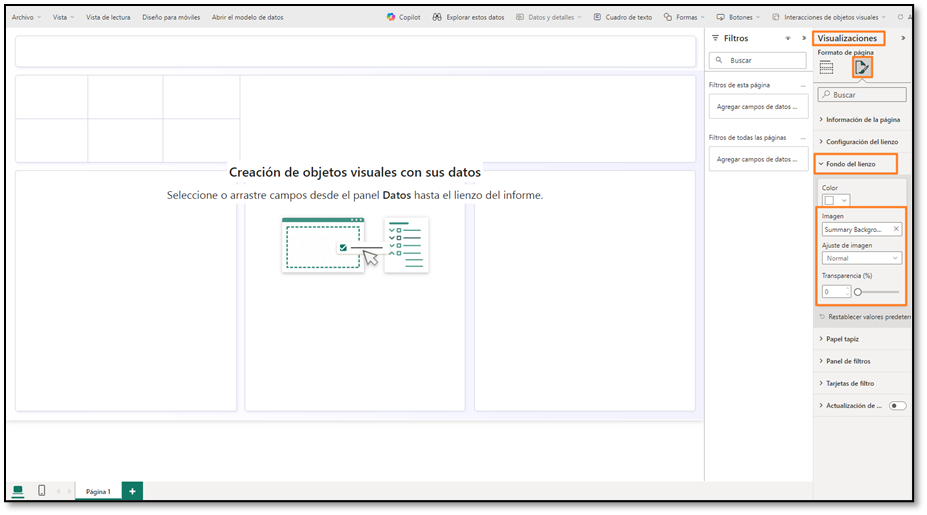 Archivo Vista Vista de lectura Diseño para móviles Abrir el modelo de datos Copilot Explorar estos datos Datos y detalles Cuadro de texto Formas Botones Interacciones de objetos visuales
Filtros
Buscar
Filtros de esta página ...
Agregar campos de datos ...
Filtros de todas las páginas ...
Agregar campos de datos ...
Visualizaciones
Formato de página
Buscar
Información de la página
Configuración del lienzo
Fondo del lienzo
Color
Imagen
Summary Backgro...
Ajuste de imagen
Normal
Transparencia (%)
0
Restablecer valores predeter
Papel tapiz
Panel de filtros
Tarjetas de filtro
Actualización de ...
Creación de objetos visuales con sus datos
Seleccione o arrastre campos desde el panel Datos hasta el lienzo del informe.
Página 1